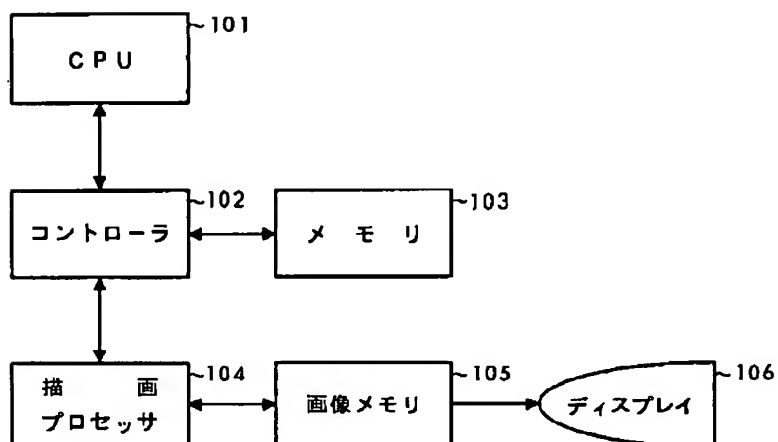 CPU
101
コントローラ
102
メモリ
103
描画
プロセッサ
104
画像メモリ
105
ディスプレイ
106